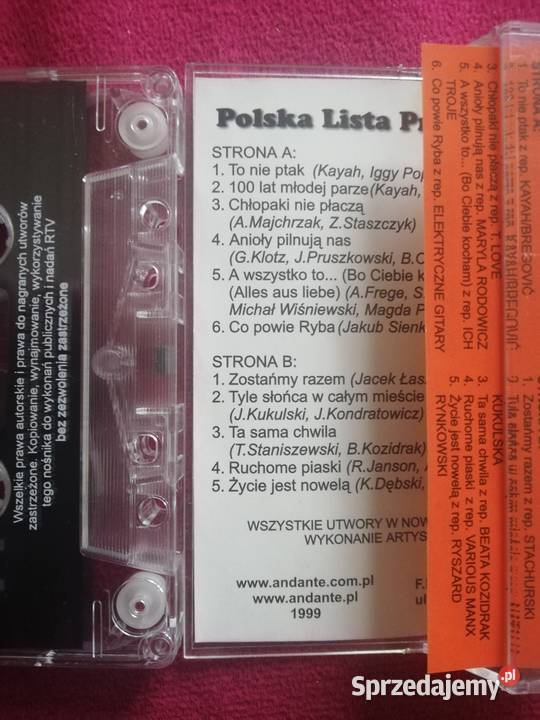 Wszelkie prawa autorskie i prawa do nagranych utworów
zastrzeżone. Kopiowanie, wynajmowanie, wykorzystywanie
tego nośnika do wykonań publicznych i nadań RTV
bez zezwolenia zastrzeżone
Polska Lista Pr
STRONA A:
1. To nie ptak (Kayah, Iggy Pop
2. 100 lat młodej parze (Kayah,
3. Chłopaki nie płaczą
(A.Majchrzak, Z.Staszczyk)
4. Anioły pilnują nas
(G.Klotz, J.Pruszkowski, B.O
5. A wszystko to... (Bo Ciebie k
(Alles aus liebe) (A.Frege, S.
Michał Wiśniewski, Magda P
6. Co powie Ryba (Jakub Sienk
STRONA B:
1. Zostańmy razem (Jacek Łas
2. Tyle słońca w całym mieście
(J.Kukulski, J.Kondratowicz)
3. Ta sama chwila
(T.Staniszewski, B.Kozidrak)
4. Ruchome piaski (R.Janson, A
5. Życie jest nowelą (K.Dębski,
WSZYSTKIE UTWORY W NOW
WYKONANIE ARTYS
www.andante.com.pl
www.andante.pl
1999
F.
ul
STRONA A:
1. To nie ptak z rep. KAYAH/BREGOVIĆ
3. Chłopaki nie płaczą z rep. T. LOVE
4. Anioły pilnują nas z rep. MARYLA RODOWICZ
5. A wszystko to... (Bo Ciebie kocham) z rep. ICH
TROJE
6. Co powie Ryba z rep. ELEKTRYCZNE GITARY
1. Zostańmy razem z rep. STACHURSKI
KUKULSKA
3. Ta sama chwila z rep. BEATA KOZIDRAK
4. Ruchome piaski z rep. VARIOUS MANX
5. Życie jest nowelą z rep. RYSZARD
RYNKOWSKI
Sprzedajemy.pl